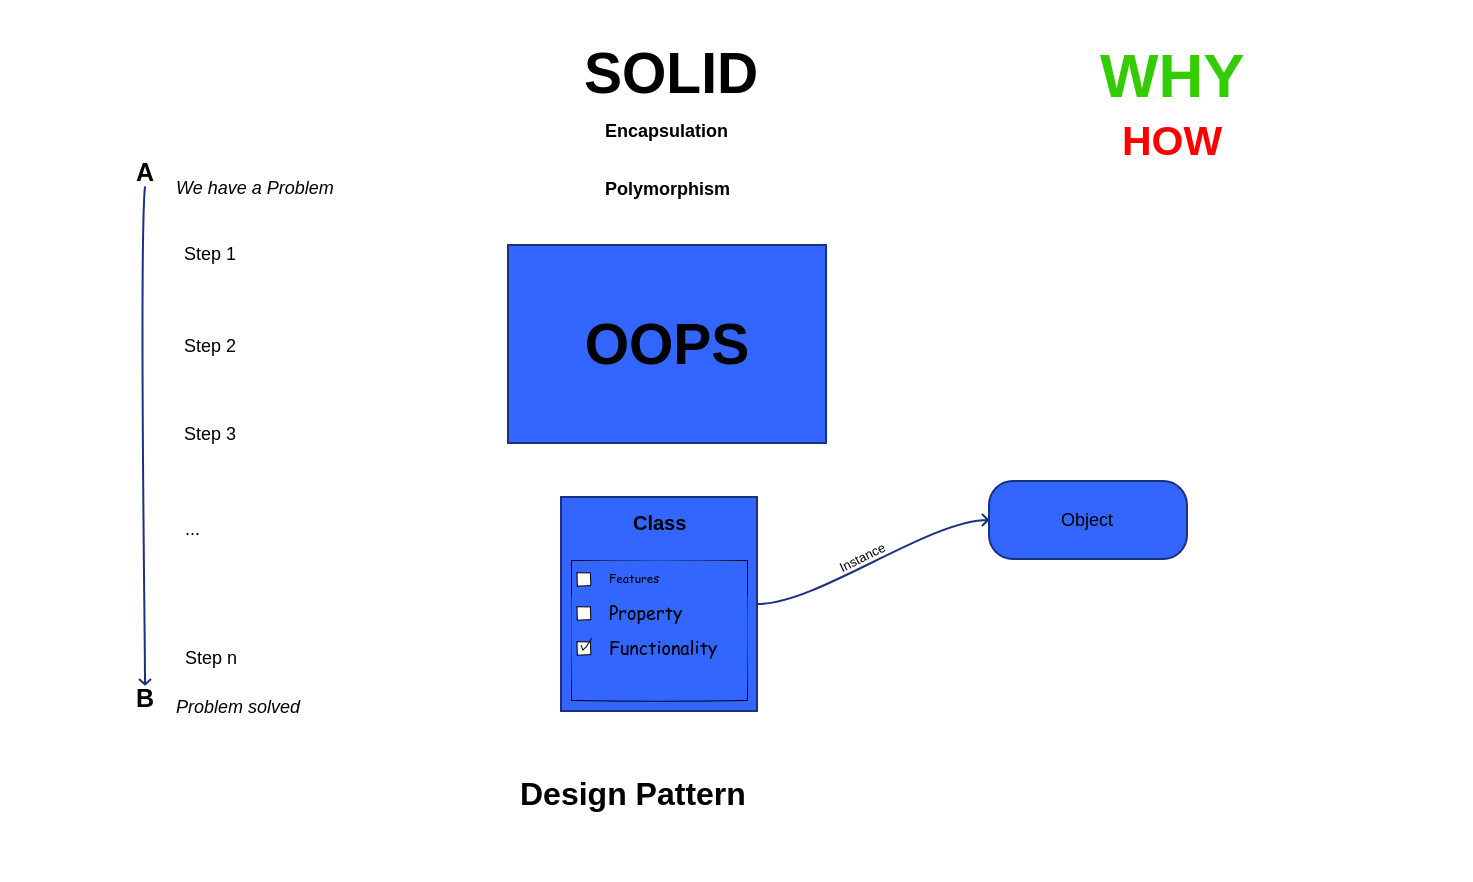 SOLID
WHY
HOW
Encapsulation
Polymorphism
A
We have a Problem
Step 1
Step 2
Step 3
...
Step n
B
Problem solved
OOPS
Class
Features
Property
Functionality
Instance
Object
Design Pattern